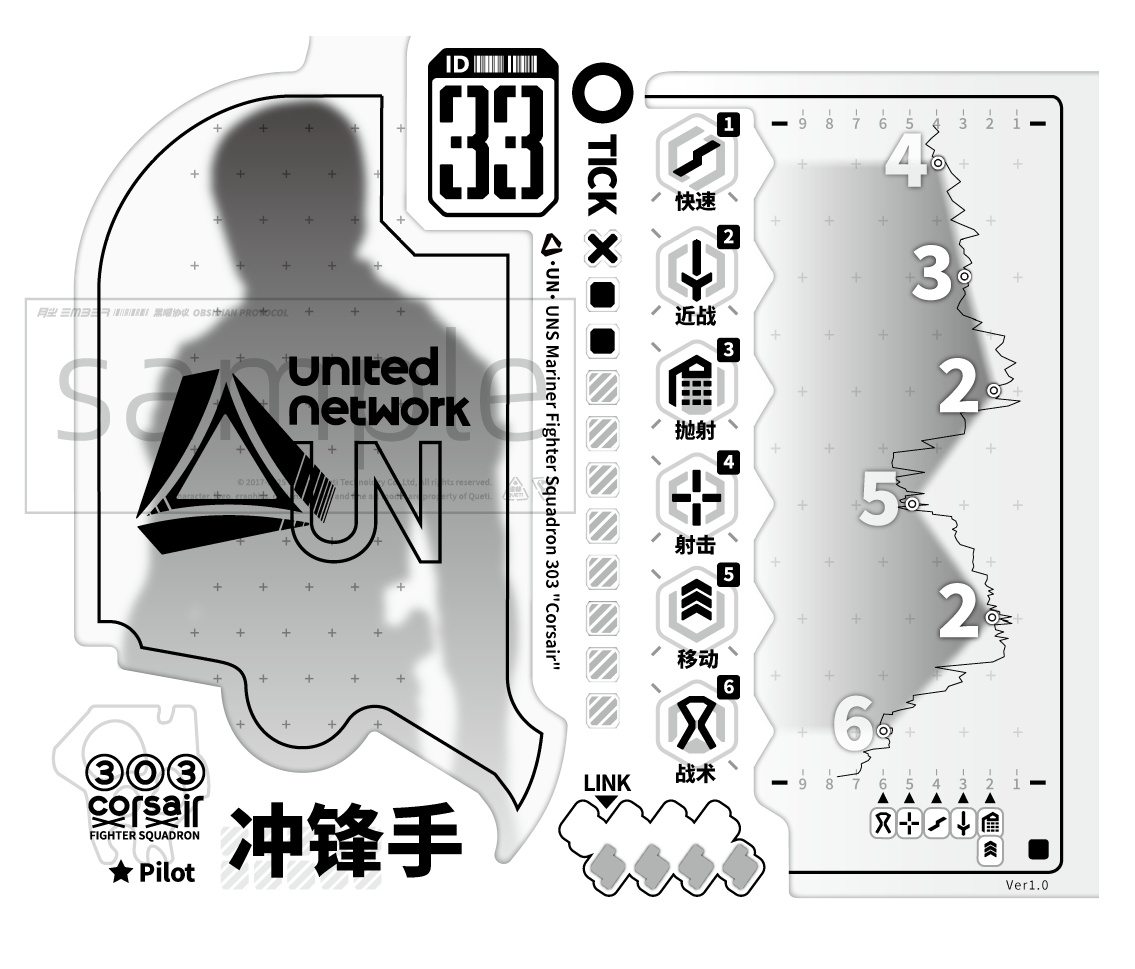 ID
33
TICK
·UN· UNS Mariner Fighter Squadron 303 "Corsair"
EMBER 黑曜协议 OBSIDIAN PROTOCOL
sample
United
Network
UN
303
corsair
FIGHTER SQUADRON
★ Pilot
冲锋手
LINK
1
快速
2
近战
3
抛射
4
射击
5
移动
6
战术
9 8 7 6 5 4 3 2 1
4
3
2
5
2
6
9 8 7 6 5 4 3 2 1
Ver1.0